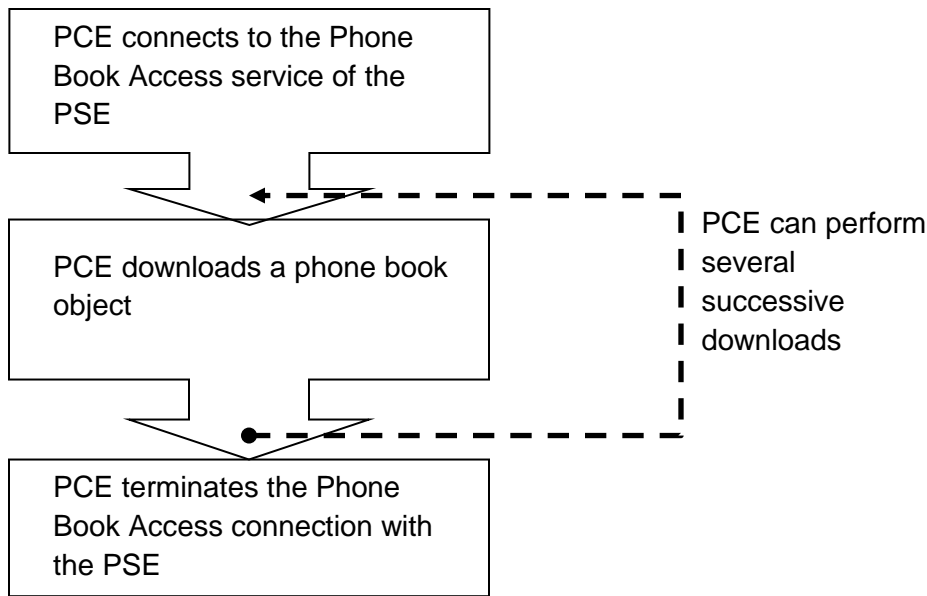 PCE connects to the Phone
Book Access service of the
PSE
PCE downloads a phone book
object
PCE can perform
several
successive
downloads
PCE terminates the Phone
Book Access connection with
the PSE